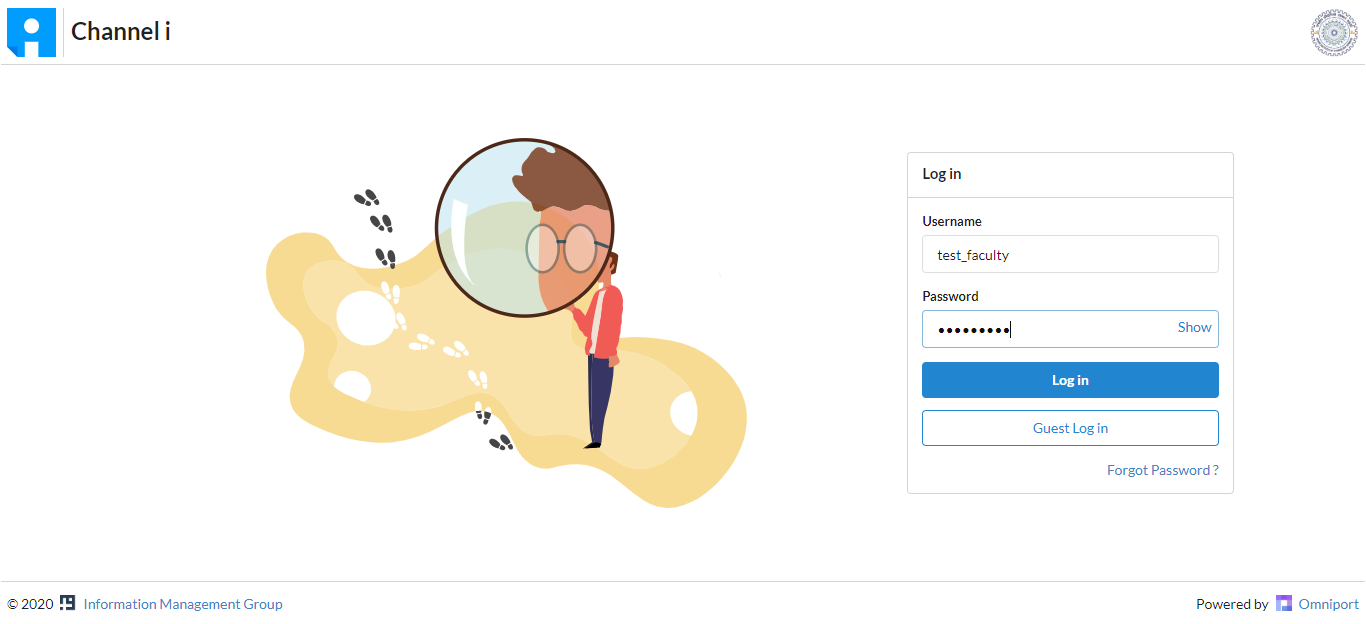 Channel i
Log in
Username
test_faculty
Password
•••••••••
Show
Log in
Guest Log in
Forgot Password ?
© 2020 Information Management Group
Powered by Omniport